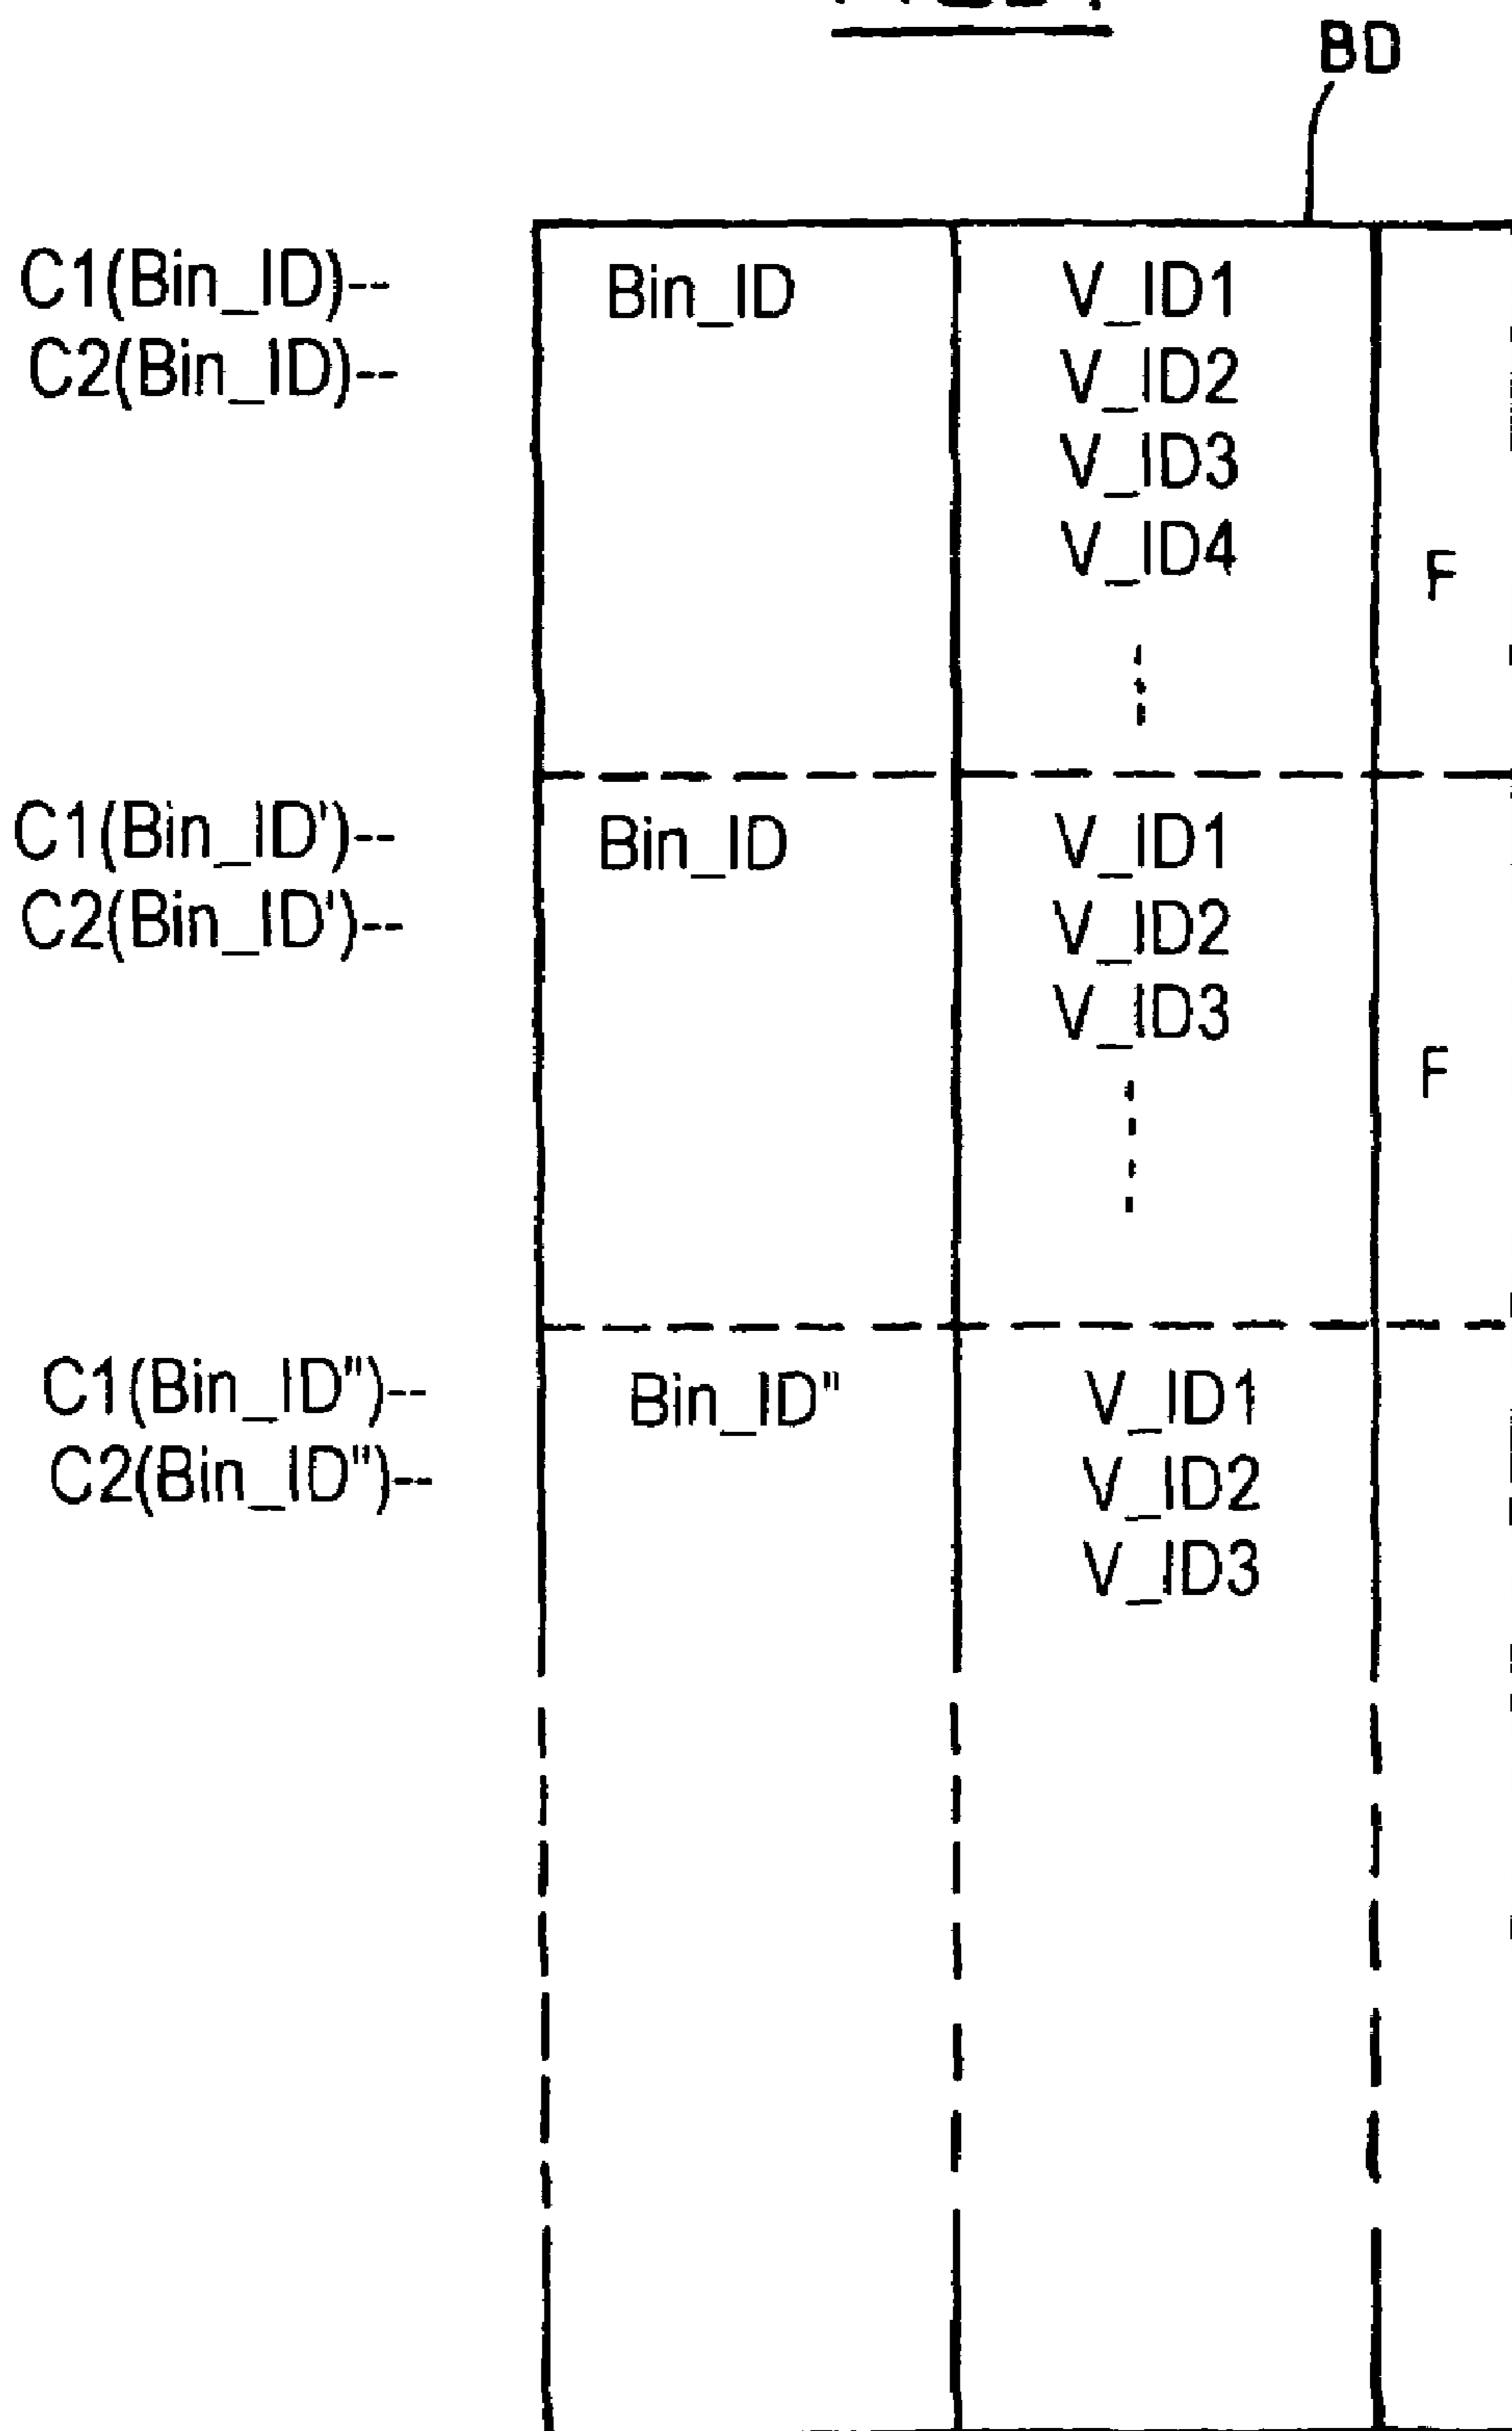 BD
C1(Bin_ID)-- Bin_ID V_ID1
C2(Bin_ID)-- V_ID2
V_ID3
V_ID4
F
C1(Bin_ID')-- Bin_ID V_ID1
C2(Bin_ID')-- V_ID2
V_ID3
F
C1(Bin_ID")-- Bin_ID" V_ID1
C2(Bin_ID")-- V_ID2
V_ID3